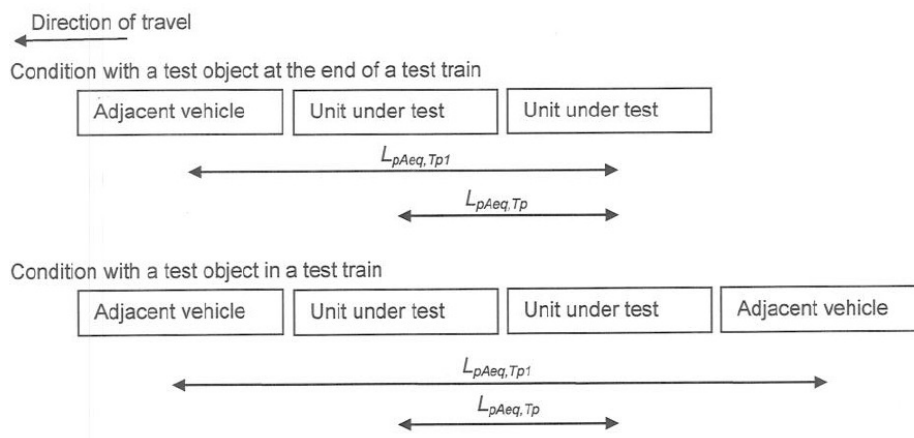 Direction of travel
Condition with a test object at the end of a test train
Adjacent vehicle Unit under test Unit under test
LpAeq,Tp1
LpAeq,Tp
Condition with a test object in a test train
Adjacent vehicle Unit under test Unit under test Adjacent vehicle
LpAeq,Tp1
LpAeq,Tp